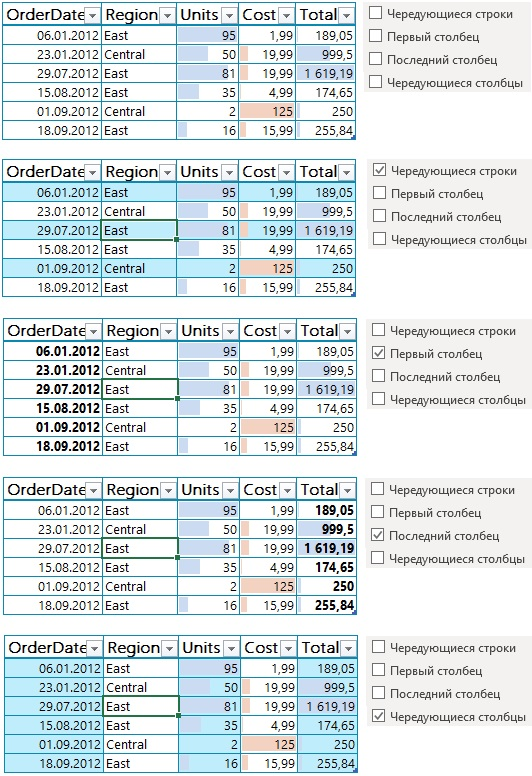 OrderDate Region Units Cost Total
06.01.2012 East 95 1,99 189,05
23.01.2012 Central 50 19,99 999,5
29.07.2012 East 81 19,99 1 619,19
15.08.2012 East 35 4,99 174,65
01.09.2012 Central 2 125 250
18.09.2012 East 16 15,99 255,84
Чередующиеся строки
Первый столбец
Последний столбец
Чередующиеся столбцы
OrderDate Region Units Cost Total
06.01.2012 East 95 1,99 189,05
23.01.2012 Central 50 19,99 999,5
29.07.2012 East 81 19,99 1 619,19
15.08.2012 East 35 4,99 174,65
01.09.2012 Central 2 125 250
18.09.2012 East 16 15,99 255,84
Чередующиеся строки
Первый столбец
Последний столбец
Чередующиеся столбцы
OrderDate Region Units Cost Total
06.01.2012 East 95 1,99 189,05
23.01.2012 Central 50 19,99 999,5
29.07.2012 East 81 19,99 1 619,19
15.08.2012 East 35 4,99 174,65
01.09.2012 Central 2 125 250
18.09.2012 East 16 15,99 255,84
Чередующиеся строки
Первый столбец
Последний столбец
Чередующиеся столбцы
OrderDate Region Units Cost Total
06.01.2012 East 95 1,99 189,05
23.01.2012 Central 50 19,99 999,5
29.07.2012 East 81 19,99 1 619,19
15.08.2012 East 35 4,99 174,65
01.09.2012 Central 2 125 250
18.09.2012 East 16 15,99 255,84
Чередующиеся строки
Первый столбец
Последний столбец
Чередующиеся столбцы
OrderDate Region Units Cost Total
06.01.2012 East 95 1,99 189,05
23.01.2012 Central 50 19,99 999,5
29.07.2012 East 81 19,99 1 619,19
15.08.2012 East 35 4,99 174,65
01.09.2012 Central 2 125 250
18.09.2012 East 16 15,99 255,84
Чередующиеся строки
Первый столбец
Последний столбец
Чередующиеся столбцы